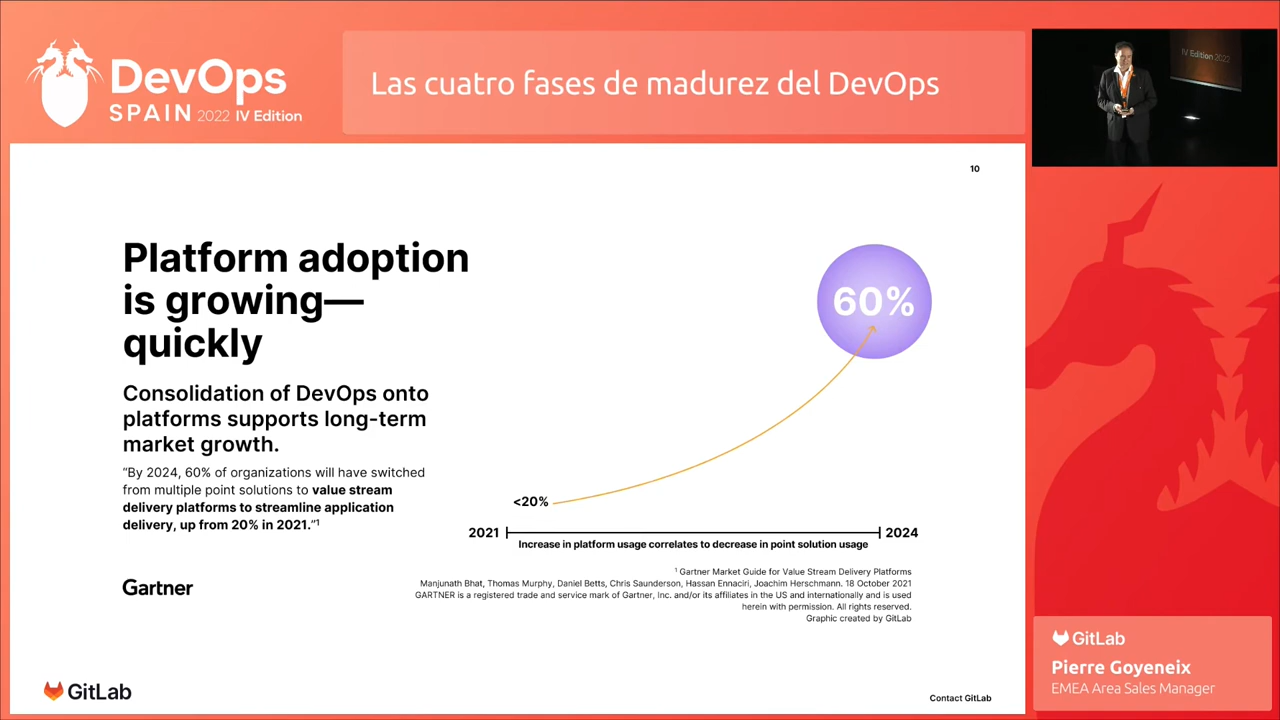 DevOps
SPAIN 2022 IV Edition
Las cuatro fases de madurez del DevOps
IV Edition 2022
10
Platform adoption
is growing—
quickly
Consolidation of DevOps onto
platforms supports long-term
market growth.
“By 2024, 60% of organizations will have switched
from multiple point solutions to value stream
delivery platforms to streamline application
delivery, up from 20% in 2021.”¹
Gartner
60%
<20%
2021
2024
Increase in platform usage correlates to decrease in point solution usage
¹ Gartner Market Guide for Value Stream Delivery Platforms
Manjunath Bhat, Thomas Murphy, Daniel Betts, Chris Saunderson, Hassan Ennaciri, Joachim Herschmann. 18 October 2021
GARTNER is a registered trade and service mark of Gartner, Inc. and/or its affiliates in the US and internationally and is used
herein with permission. All rights reserved.
Graphic created by GitLab
GitLab
Contact GitLab
GitLab
Pierre Goyeneix
EMEA Area Sales Manager